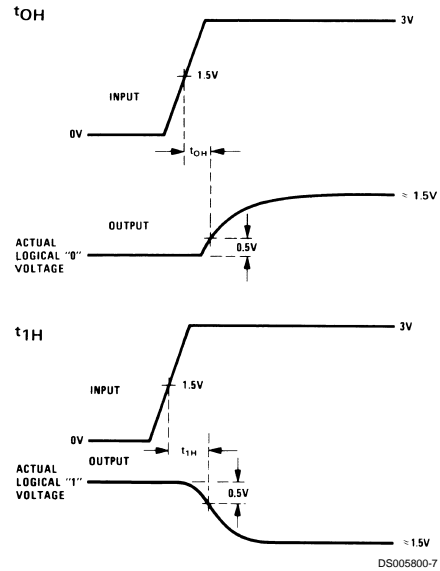 tOH
3V
1.5V
INPUT
0V
tOH
≈ 1.5V
OUTPUT
0.5V
ACTUAL
LOGICAL "0"
VOLTAGE
t1H
3V
1.5V
INPUT
0V
OUTPUT
t1H
ACTUAL
LOGICAL "1"
VOLTAGE
0.5V
≈ 1.5V
DS005800-7